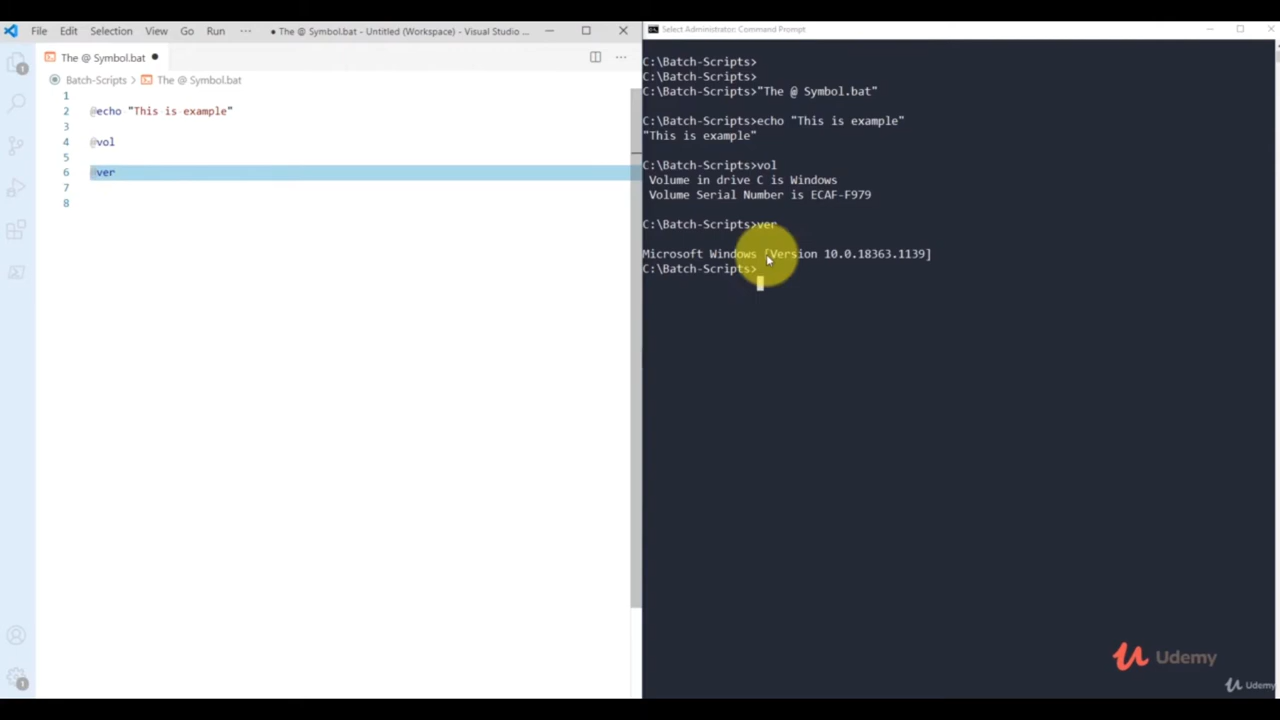 File Edit Selection View Go Run ··· ● The @ Symbol.bat - Untitled (Workspace) - Visual Studio ...
The @ Symbol.bat ●
Batch-Scripts > The @ Symbol.bat
1
2 @echo "This is example"
3
4 @vol
5
6 @ver
7
8
1
1
Select Administrator: Command Prompt
C:\Batch-Scripts>
C:\Batch-Scripts>
C:\Batch-Scripts>"The @ Symbol.bat"
C:\Batch-Scripts>echo "This is example"
"This is example"
C:\Batch-Scripts>vol
Volume in drive C is Windows
Volume Serial Number is ECAF-F979
C:\Batch-Scripts>ver
Microsoft Windows [Version 10.0.18363.1139]
C:\Batch-Scripts>
Udemy
Udemy